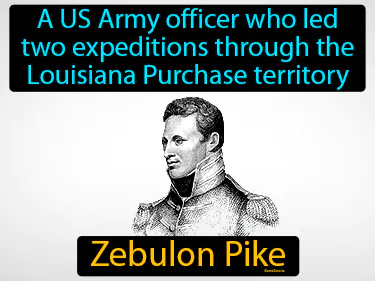 A US Army officer who led
two expeditions through the
Louisiana Purchase territory
Zebulon Pike